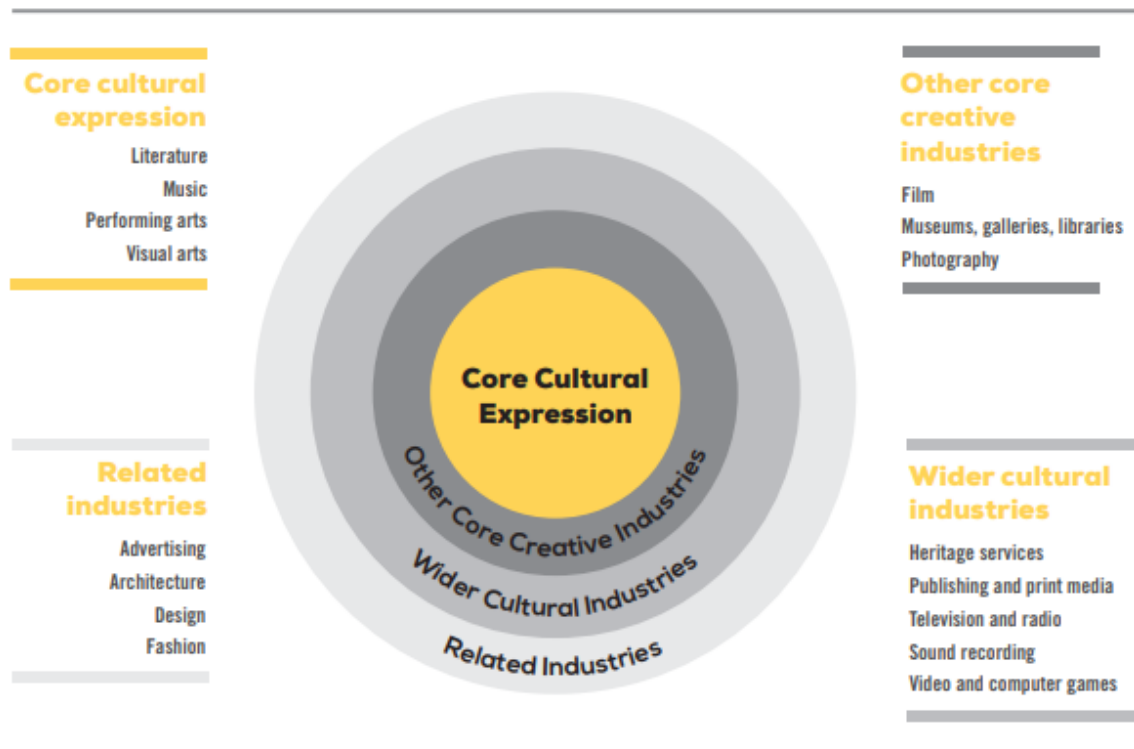 Core cultural
expression
Literature
Music
Performing arts
Visual arts
Other core
creative
industries
Film
Museums, galleries, libraries
Photography
Core Cultural
Expression
Other Core Creative Industries
Wider Cultural Industries
Related Industries
Related
industries
Advertising
Architecture
Design
Fashion
Wider cultural
industries
Heritage services
Publishing and print media
Television and radio
Sound recording
Video and computer games